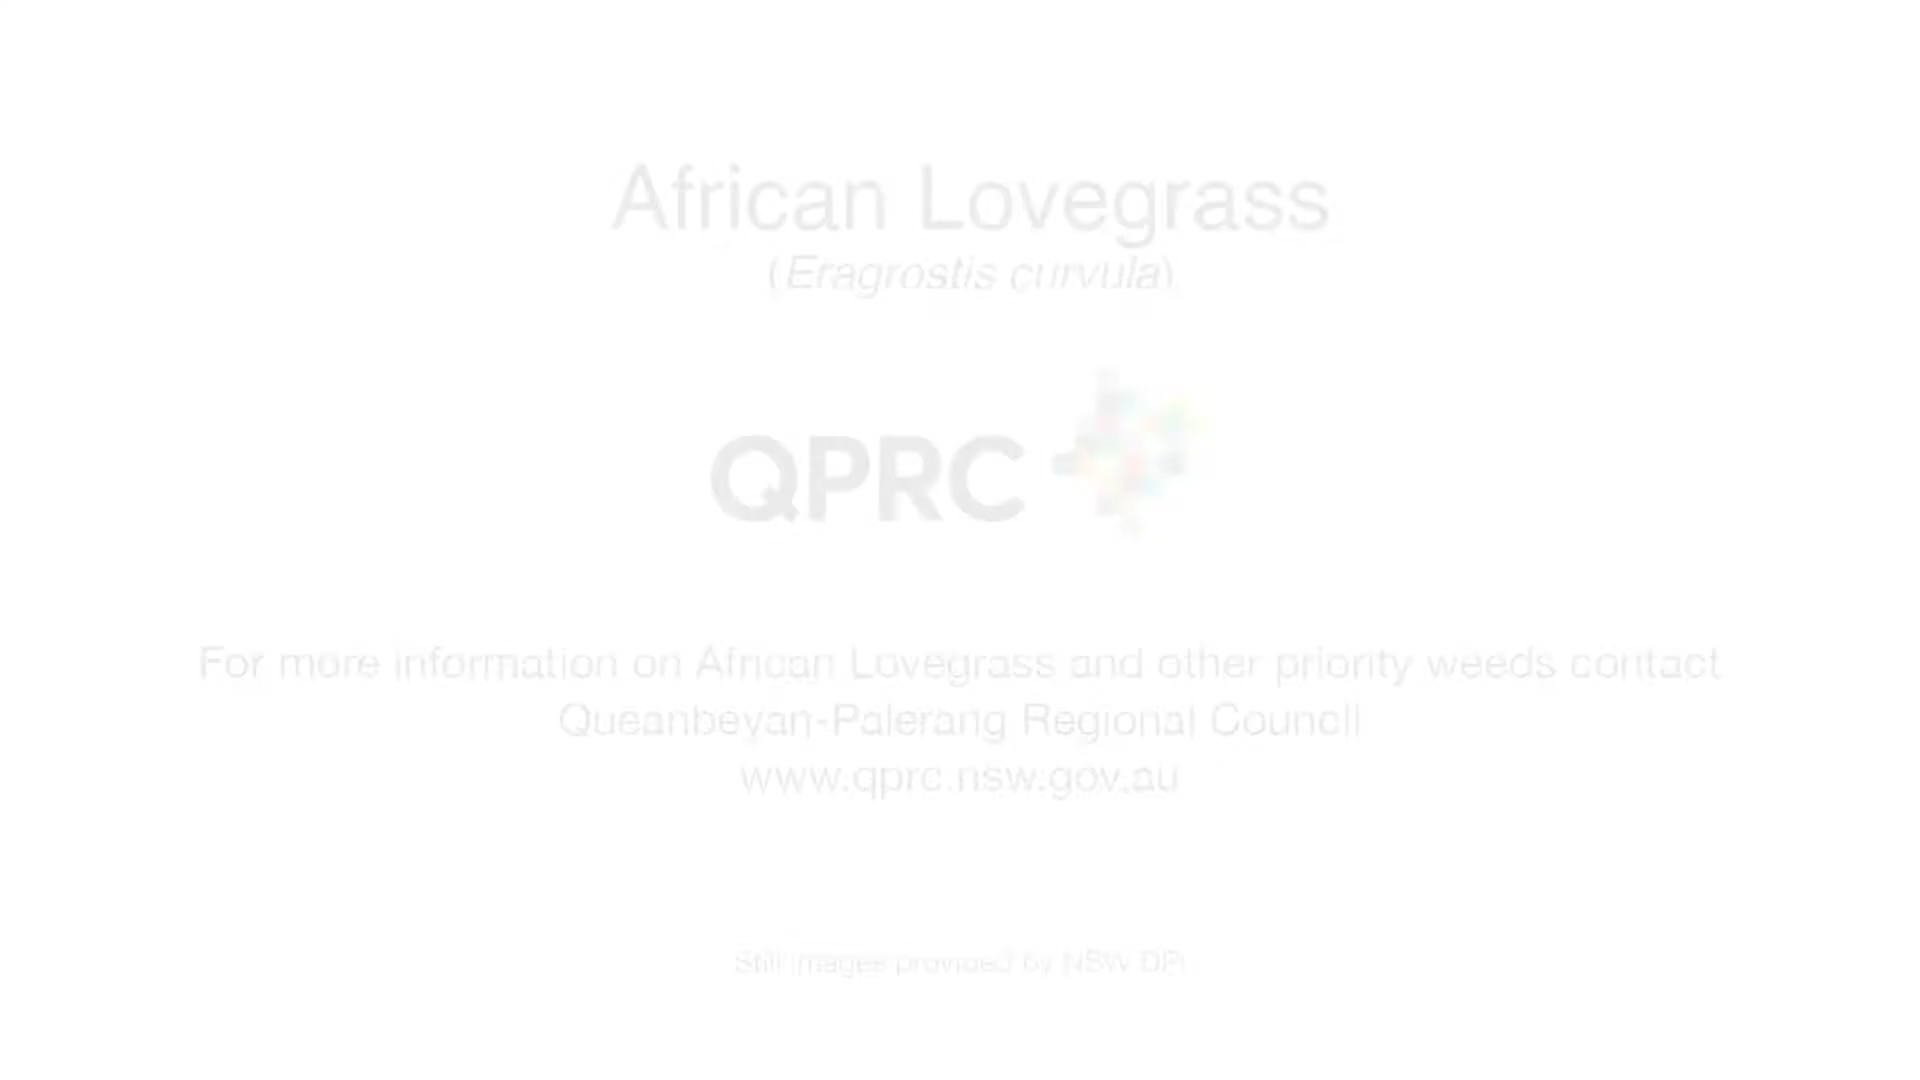 African Lovegrass
(Eragrostis curvula)
QPRC
For more information on African Lovegrass and other priority weeds contact
Queanbeyan-Palerang Regional Council
www.qprc.nsw.gov.au
Still images provided by NSW DPI